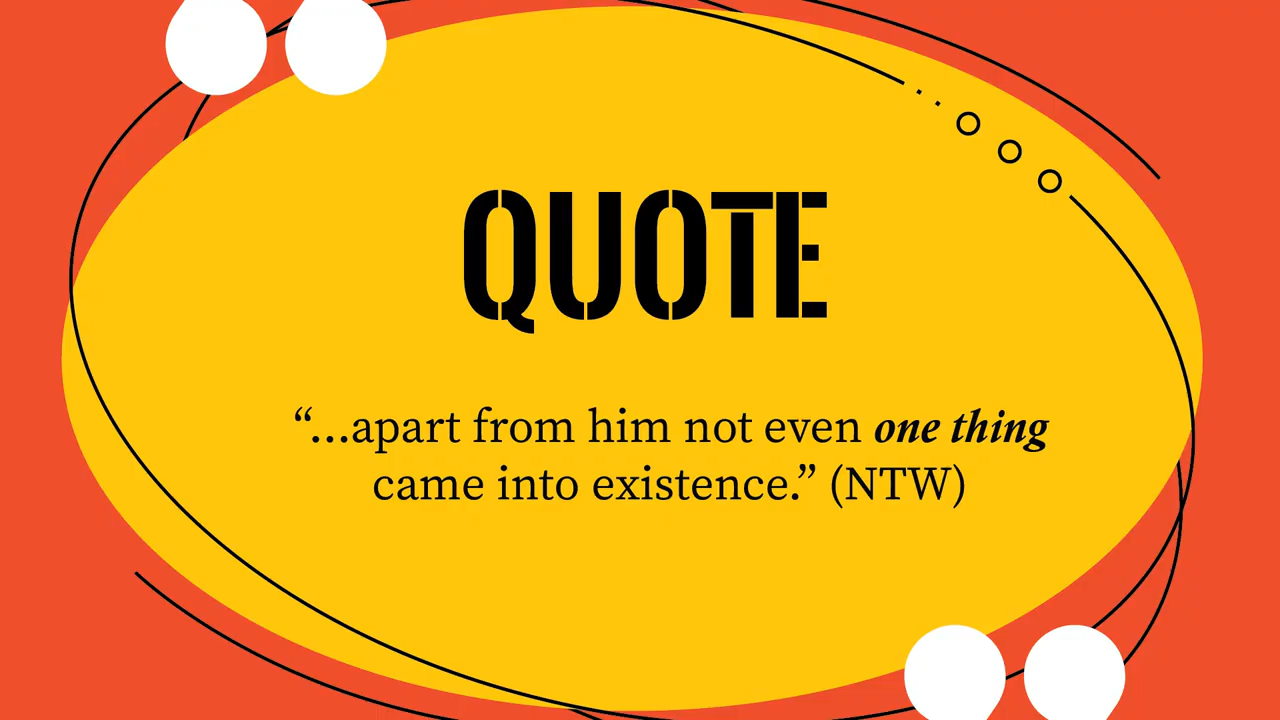 QUOTE
“...apart from him not even one thing
came into existence.” (NTW)